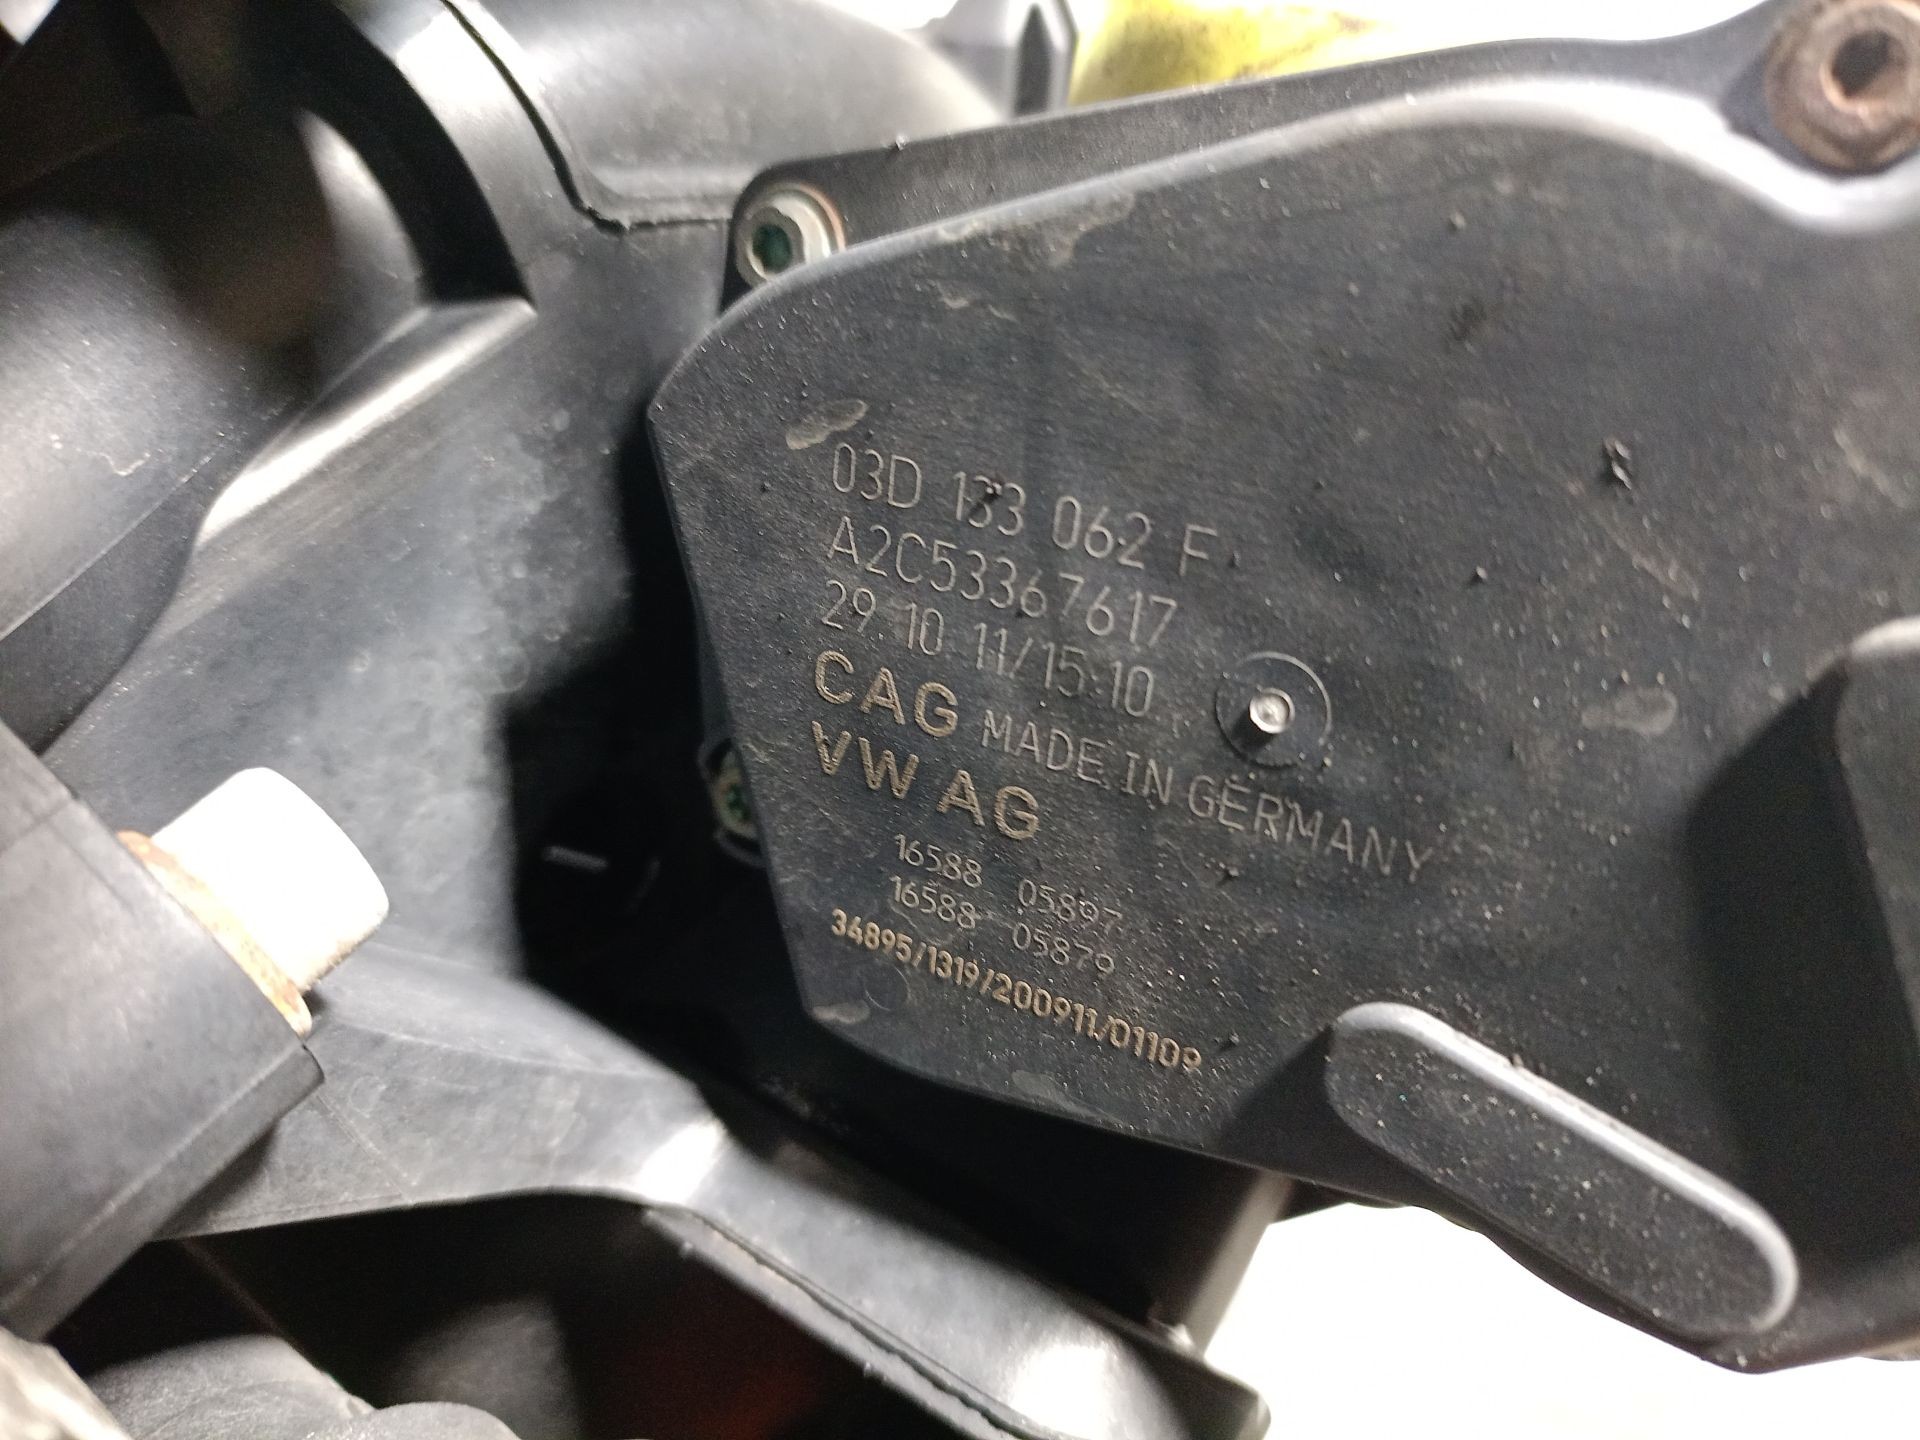 03D 133 062 F
A2C53367617
29.10.11/15:10
CAG MADE IN GERMANY
VW AG
16588 05897
16588 05879
34895/1319/200911/01109